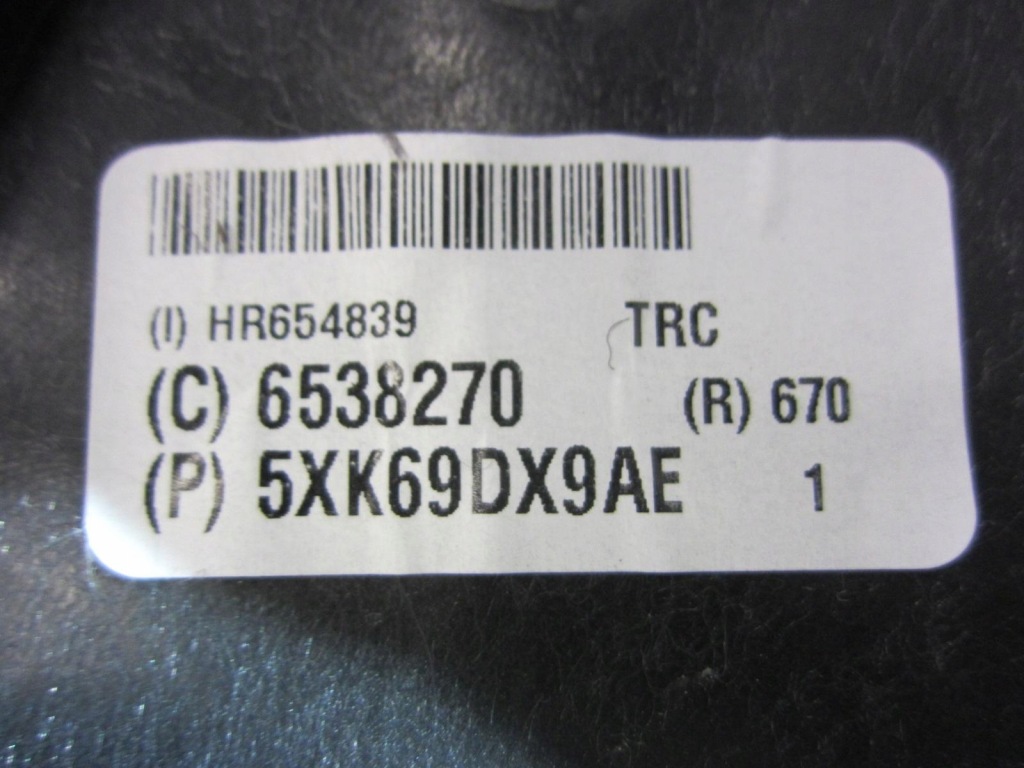 (I) HR654839 TRC
(C) 6538270 (R) 670
(P) 5XK69DX9AE 1